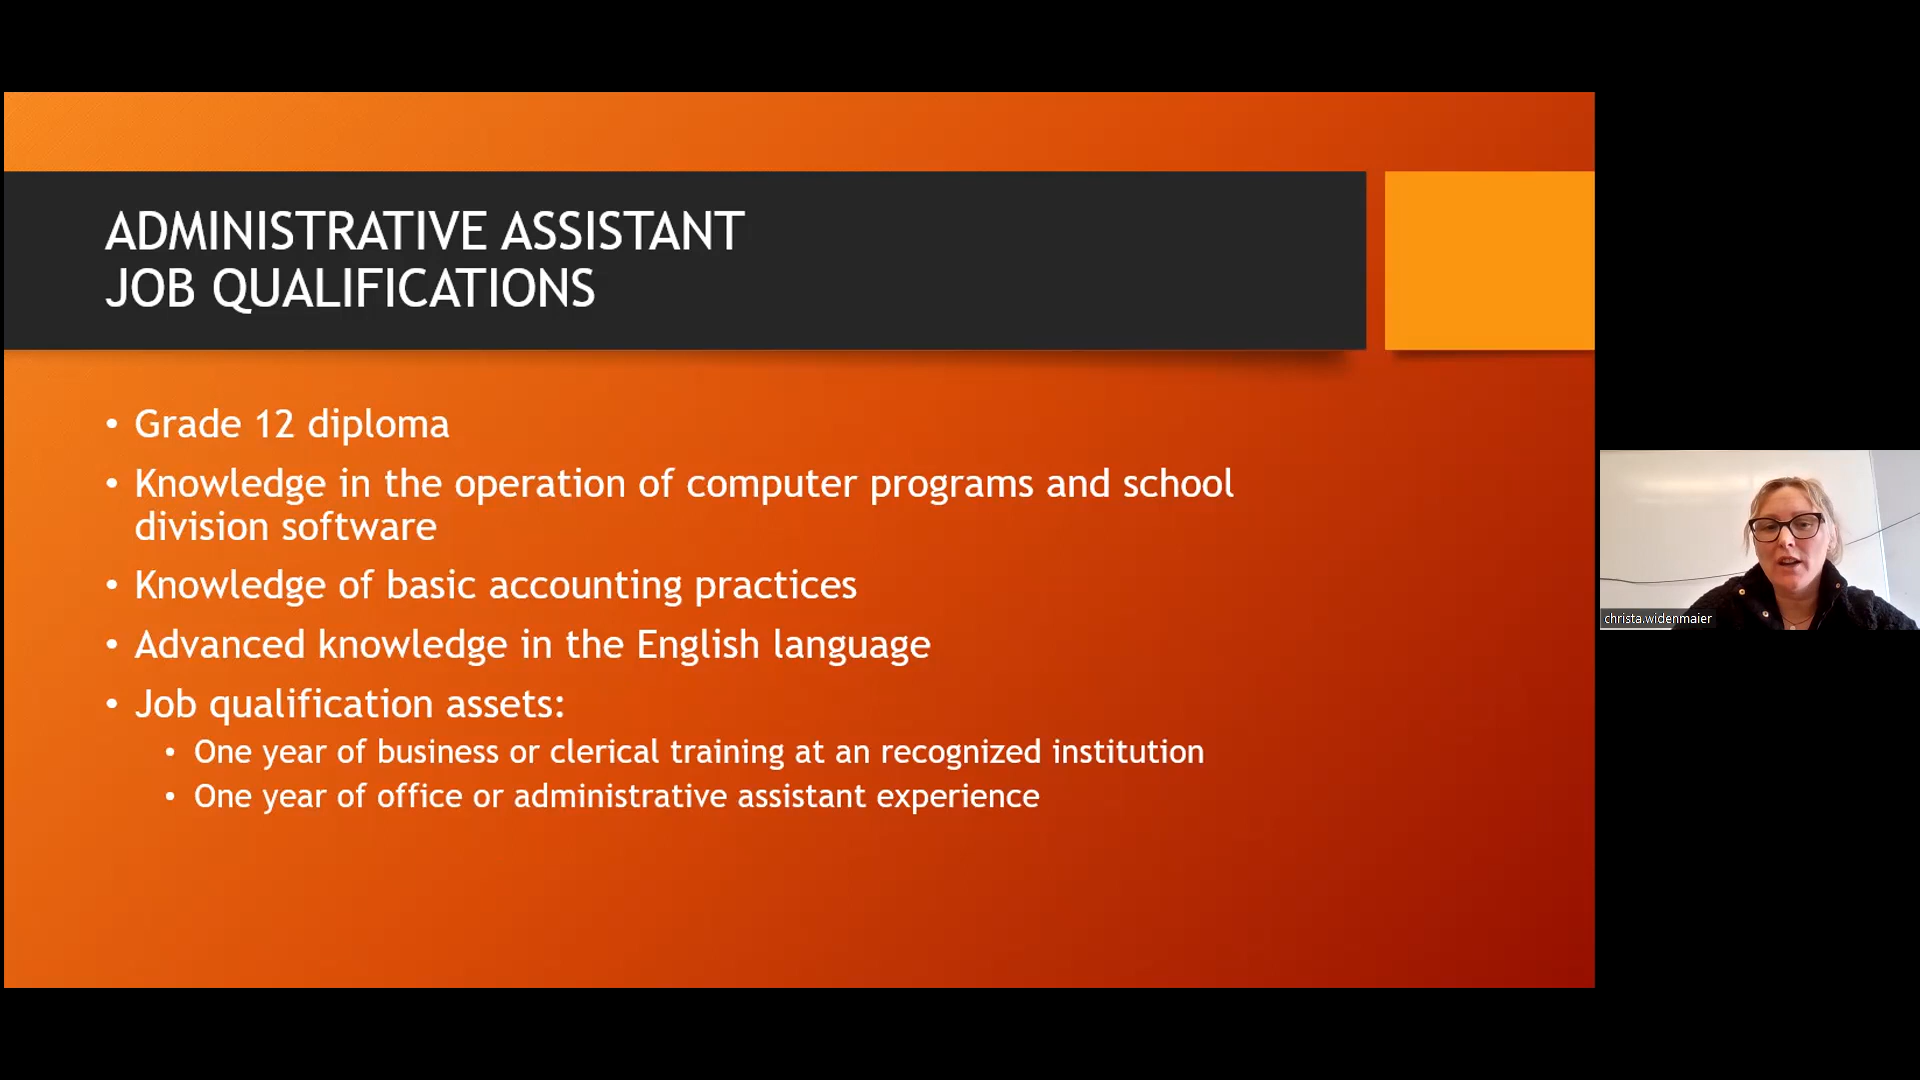 ADMINISTRATIVE ASSISTANT
JOB QUALIFICATIONS
• Grade 12 diploma
• Knowledge in the operation of computer programs and school
division software
• Knowledge of basic accounting practices
• Advanced knowledge in the English language
• Job qualification assets:
• One year of business or clerical training at an recognized institution
• One year of office or administrative assistant experience
christa.widenmaier